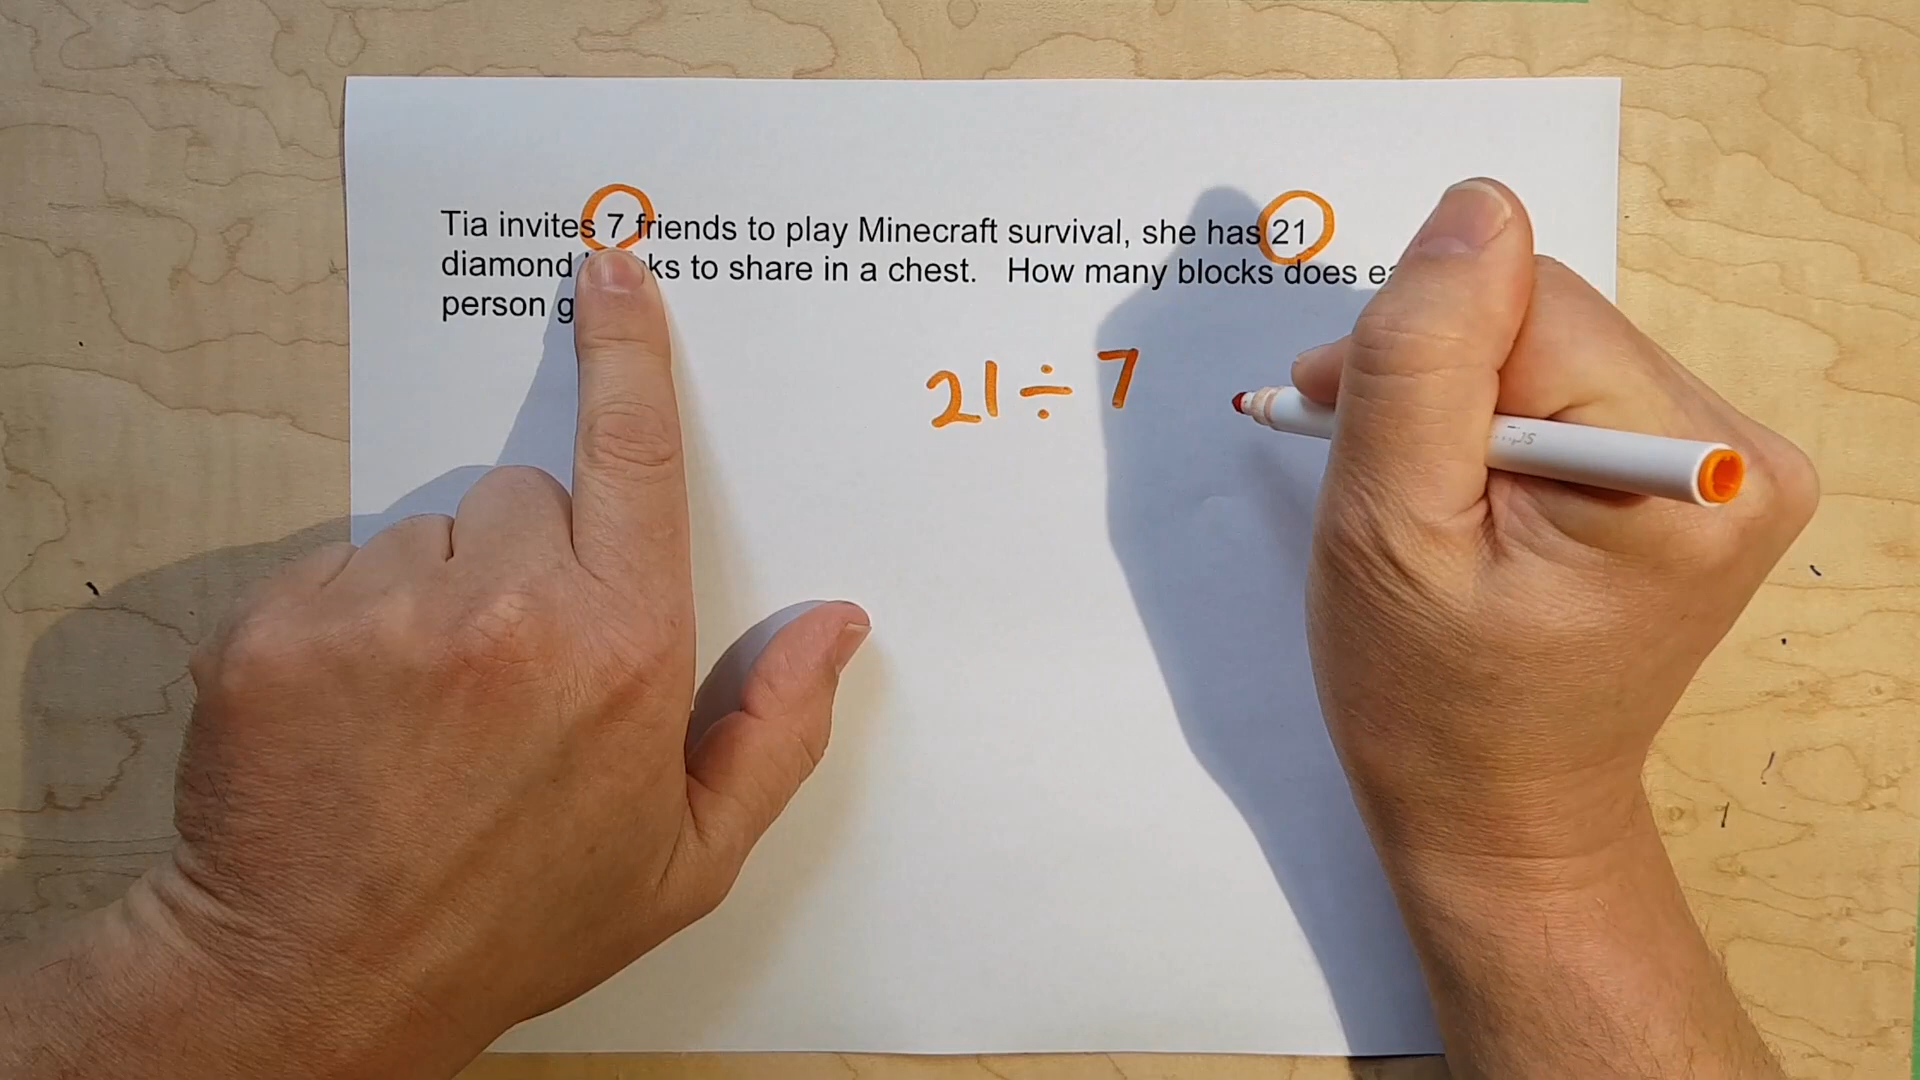 Tia invites 7 friends to play Minecraft survival, she has 21
diamond to share in a chest. How many blocks does
person
21 ÷ 7